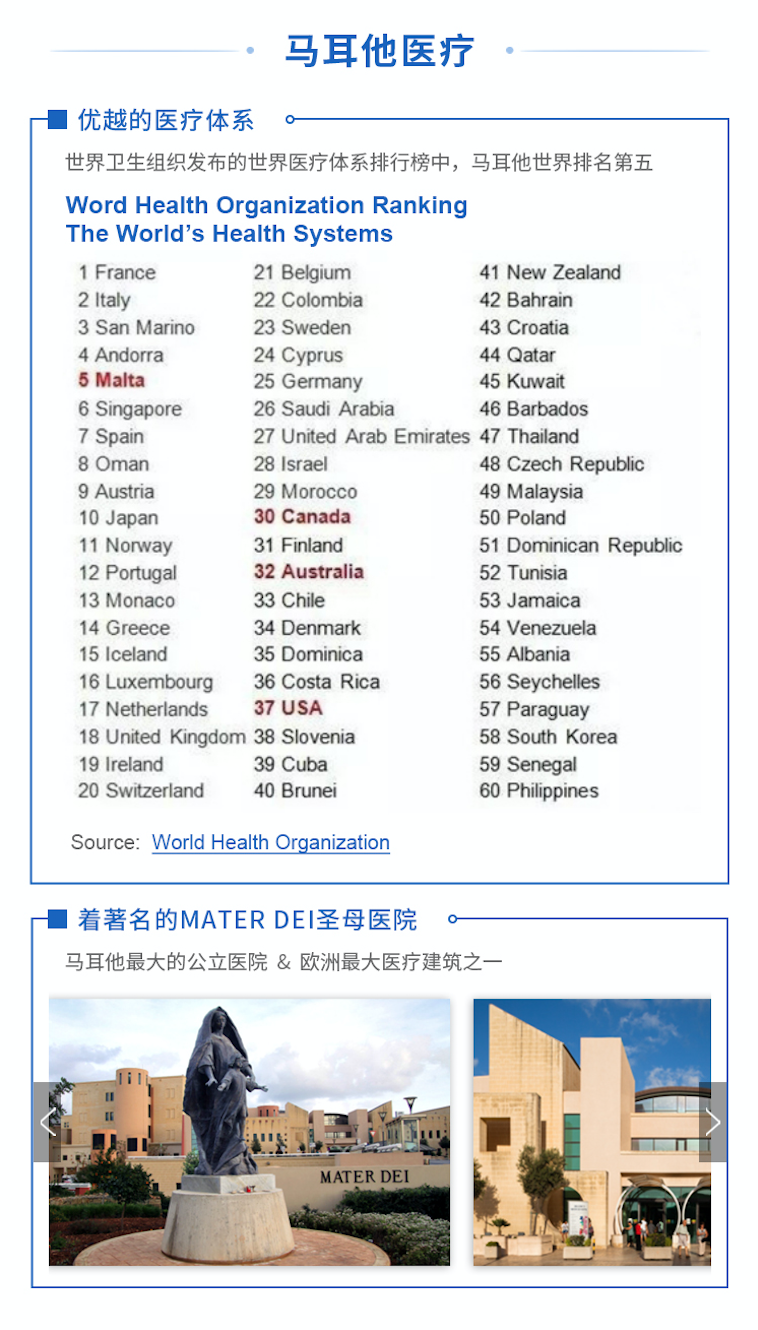 马耳他医疗
优越的医疗体系
世界卫生组织发布的世界医疗体系排行榜中，马耳他世界排名第五
Word Health Organization Ranking
The World’s Health Systems
1 France
2 Italy
3 San Marino
4 Andorra
5 Malta
6 Singapore
7 Spain
8 Oman
9 Austria
10 Japan
11 Norway
12 Portugal
13 Monaco
14 Greece
15 Iceland
16 Luxembourg
17 Netherlands
18 United Kingdom
19 Ireland
20 Switzerland
21 Belgium
22 Colombia
23 Sweden
24 Cyprus
25 Germany
26 Saudi Arabia
27 United Arab Emirates
28 Israel
29 Morocco
30 Canada
31 Finland
32 Australia
33 Chile
34 Denmark
35 Dominica
36 Costa Rica
37 USA
38 Slovenia
39 Cuba
40 Brunei
41 New Zealand
42 Bahrain
43 Croatia
44 Qatar
45 Kuwait
46 Barbados
47 Thailand
48 Czech Republic
49 Malaysia
50 Poland
51 Dominican Republic
52 Tunisia
53 Jamaica
54 Venezuela
55 Albania
56 Seychelles
57 Paraguay
58 South Korea
59 Senegal
60 Philippines
Source: World Health Organization
着著名的MATER DEI圣母医院
马耳他最大的公立医院 & 欧洲最大医疗建筑之一
MATER DEI